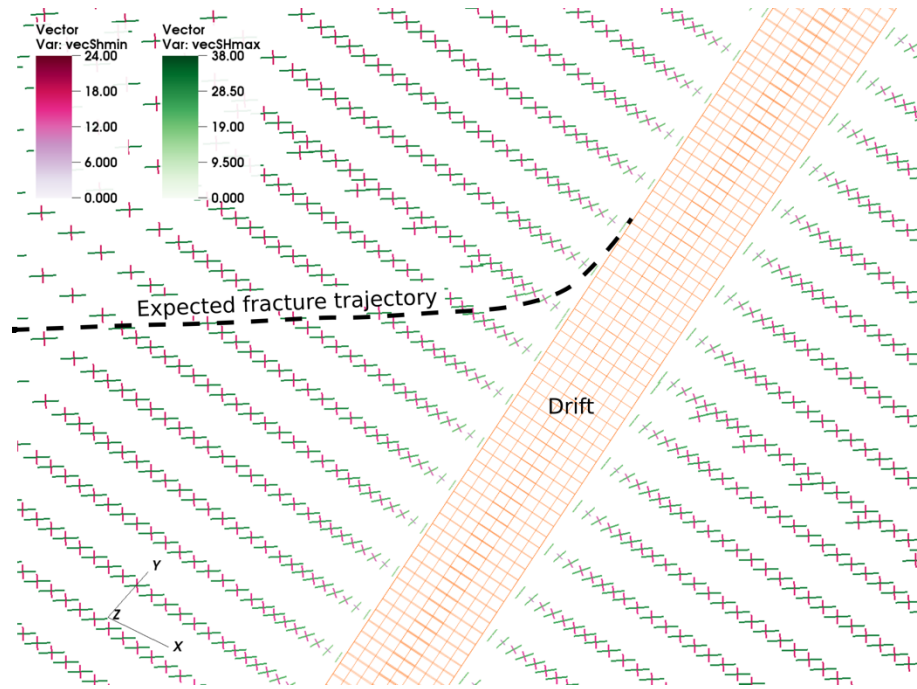 Vector
Var: vecShmin
24.00
18.00
12.00
6.000
0.000
Vector
Var: vecSHmax
38.00
28.50
19.00
9.500
0.000
Expected fracture trajectory
Drift
Y
Z
X